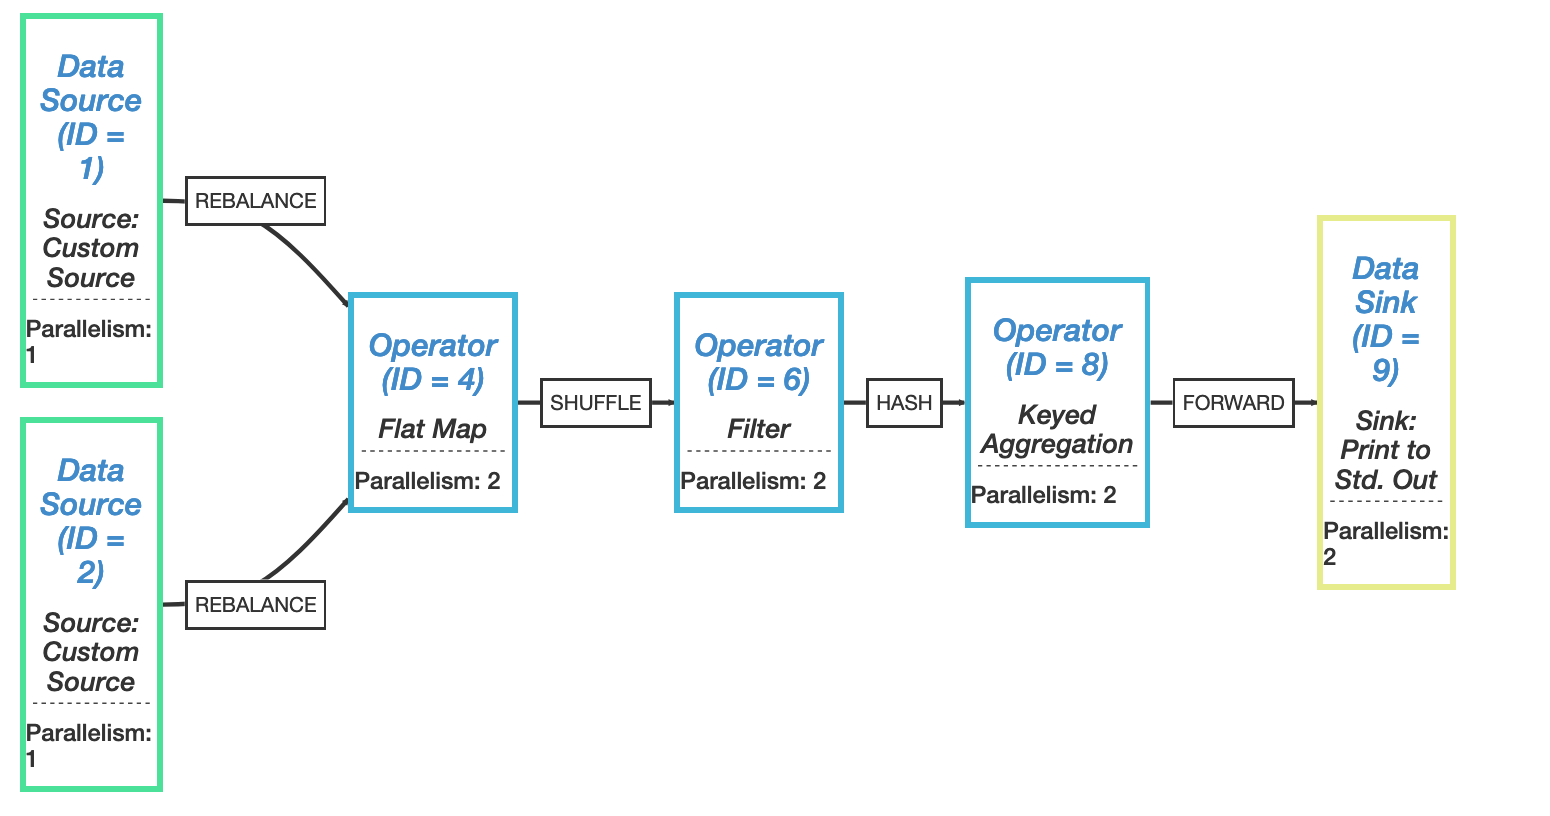 Data
Source
(ID =
1)
Source:
Custom
Source
Parallelism:
1
REBALANCE
Data
Source
(ID =
2)
Source:
Custom
Source
Parallelism:
1
REBALANCE
Operator
(ID = 4)
Flat Map
Parallelism: 2
SHUFFLE
Operator
(ID = 6)
Filter
Parallelism: 2
HASH
Operator
(ID = 8)
Keyed
Aggregation
Parallelism: 2
FORWARD
Data
Sink
(ID =
9)
Sink:
Print to
Std. Out
Parallelism:
2